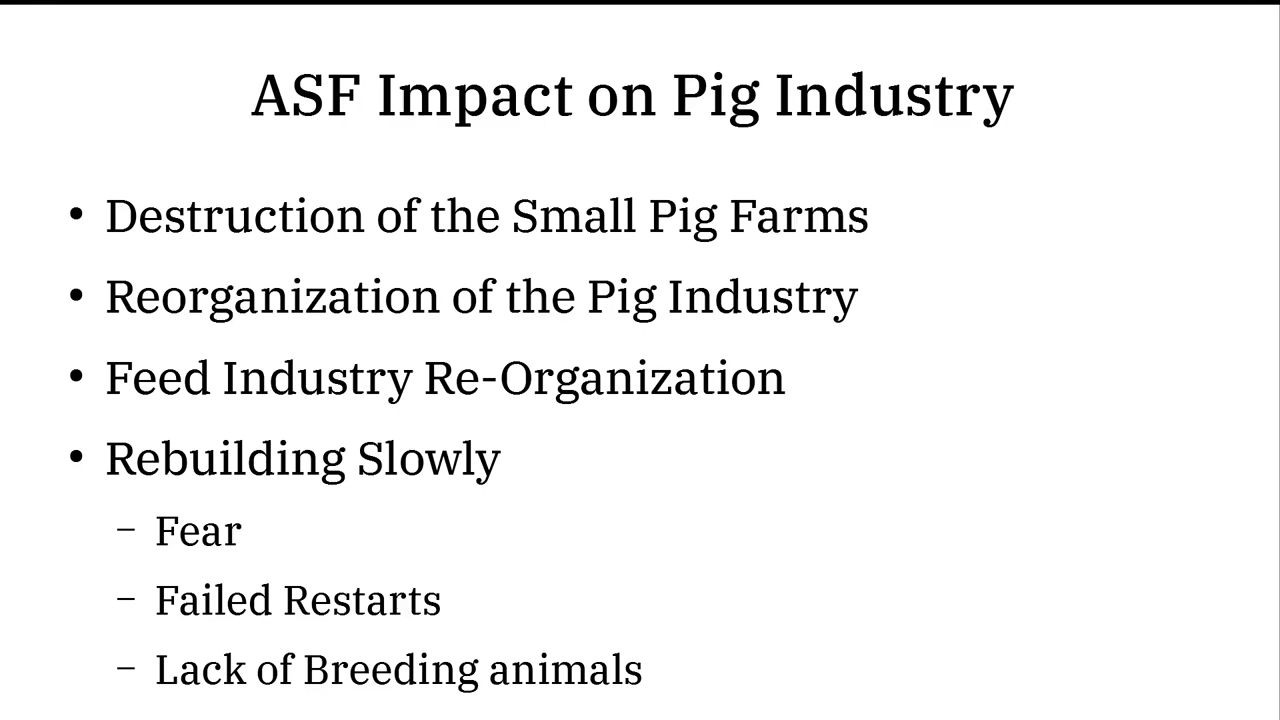 ASF Impact on Pig Industry
• Destruction of the Small Pig Farms
• Reorganization of the Pig Industry
• Feed Industry Re-Organization
• Rebuilding Slowly
– Fear
– Failed Restarts
– Lack of Breeding animals